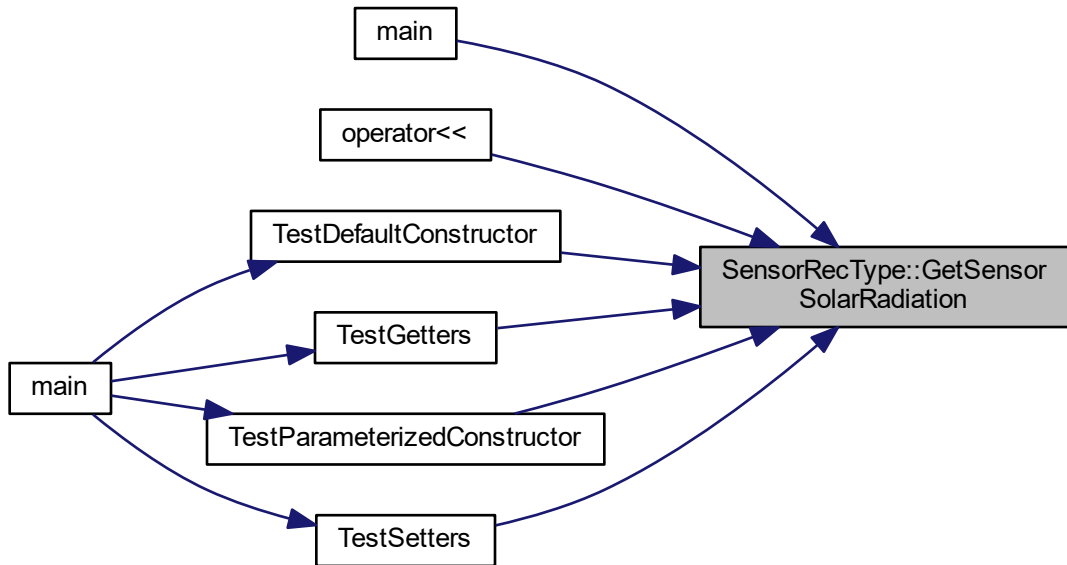 main
operator<<
TestDefaultConstructor
SensorRecType::GetSensor
SolarRadiation
TestGetters
main
TestParameterizedConstructor
TestSetters